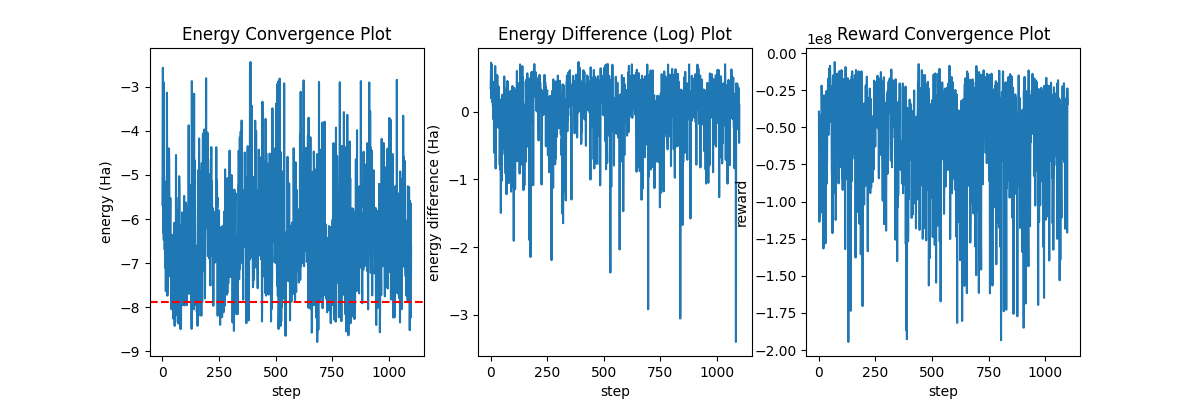 Energy Convergence Plot
energy (Ha)
−3
−4
−5
−6
−7
−8
−9
0 250 500 750 1000
step
Energy Difference (Log) Plot
energy difference (Ha)
0
−1
−2
−3
0 250 500 750 1000
step
1e8 Reward Convergence Plot
reward
0.00
−0.25
−0.50
−0.75
−1.00
−1.25
−1.50
−1.75
−2.00
0 250 500 750 1000
step